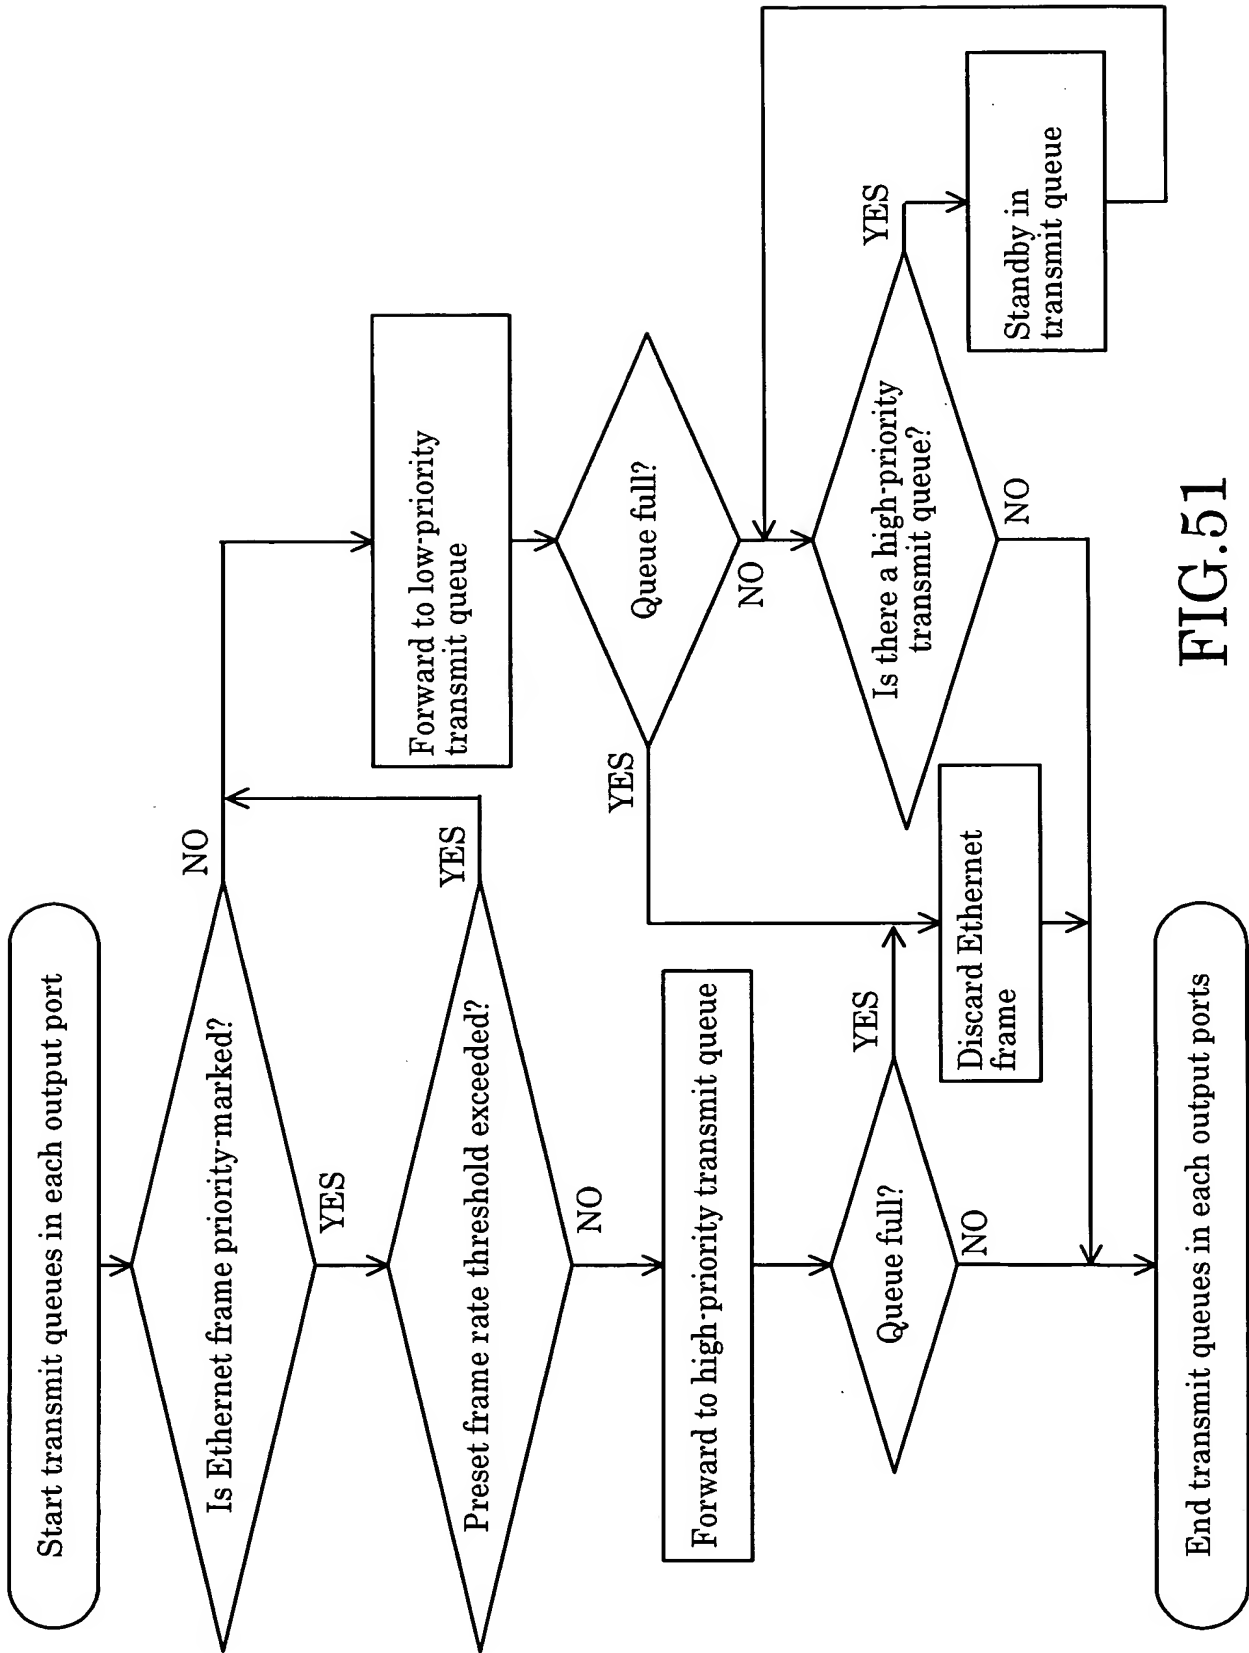 Start transmit queues in each output port
Is Ethernet frame priority-marked?
NO
YES
Preset frame rate threshold exceeded?
YES
NO
Forward to low-priority
transmit queue
Forward to high-priority transmit queue
Queue full?
YES
NO
Queue full?
YES
NO
Is there a high-priority
transmit queue?
YES
NO
Standby in
transmit queue
Discard Ethernet
frame
End transmit queues in each output ports
FIG.51